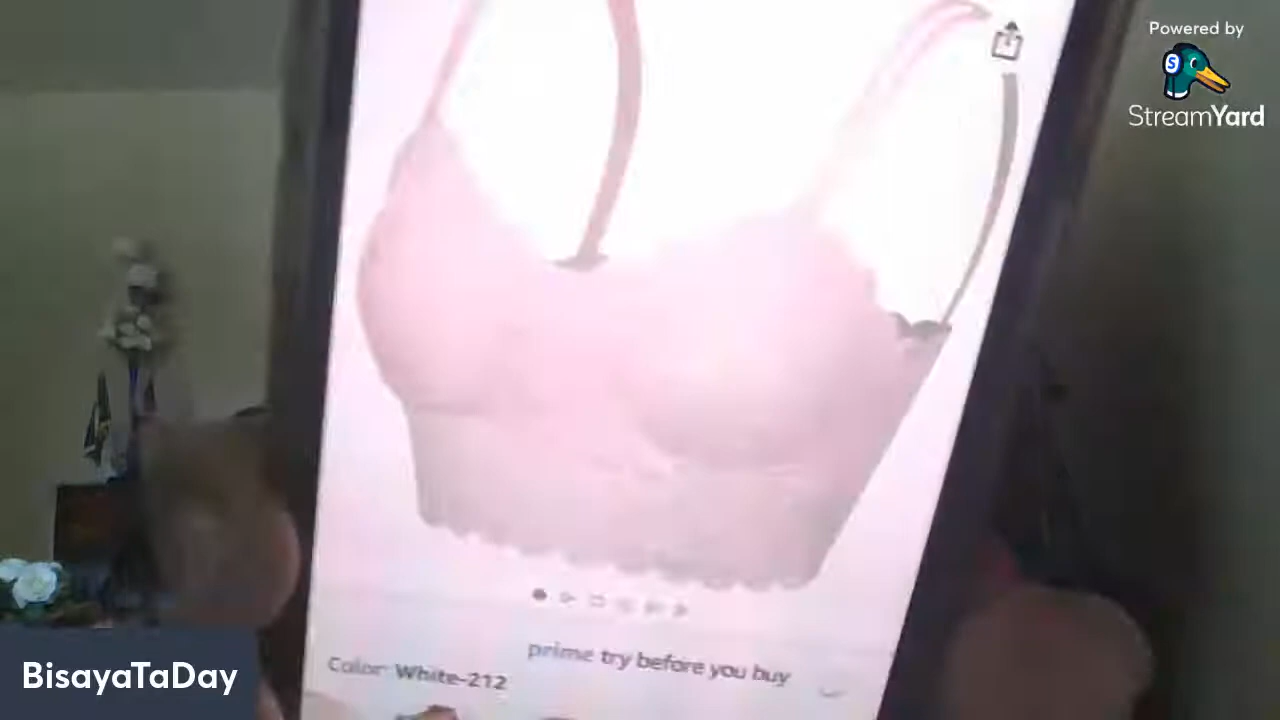 Powered by
StreamYard
prime try before you buy
Color: White-212
BisayaTaDay